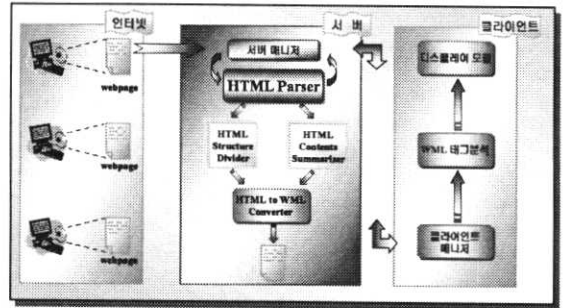 인터넷
webpage
webpage
webpage
서 버
서버 매니저
HTML Parser
HTML
Structure
Divider
HTML
Contents
Summarizer
HTML to WML
Converter
클라이언트
디스플레이 모듈
WML 태그분석
클라이언트
매니저